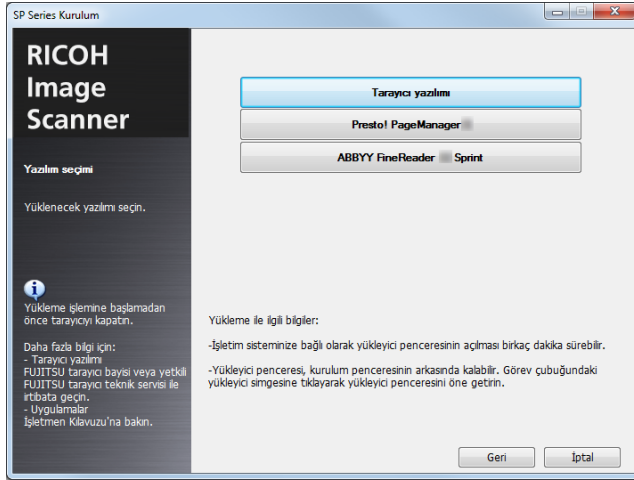 SP Series Kurulum
RICOH
Image
Scanner
Yazılım seçimi
Yüklenecek yazılımı seçin.
Yükleme işlemine başlamadan
önce tarayıcıyı kapatın.
Daha fazla bilgi için:
- Tarayıcı yazılımı
FUJITSU tarayıcı bayisi veya yetkili
FUJITSU tarayıcı teknik servisi ile
irtibata geçin.
- Uygulamalar
İşletmen Kılavuzu'na bakın.
Tarayıcı yazılımı
Presto! PageManager
ABBYY FineReader Sprint
Yükleme ile ilgili bilgiler:
-İşletim sisteminize bağlı olarak yükleyici penceresinin açılması birkaç dakika sürebilir.
-Yükleyici penceresi, kurulum penceresinin arkasında kalabilir. Görev çubuğundaki
yükleyici simgesine tıklayarak yükleyici penceresini öne getirin.
Geri
İptal